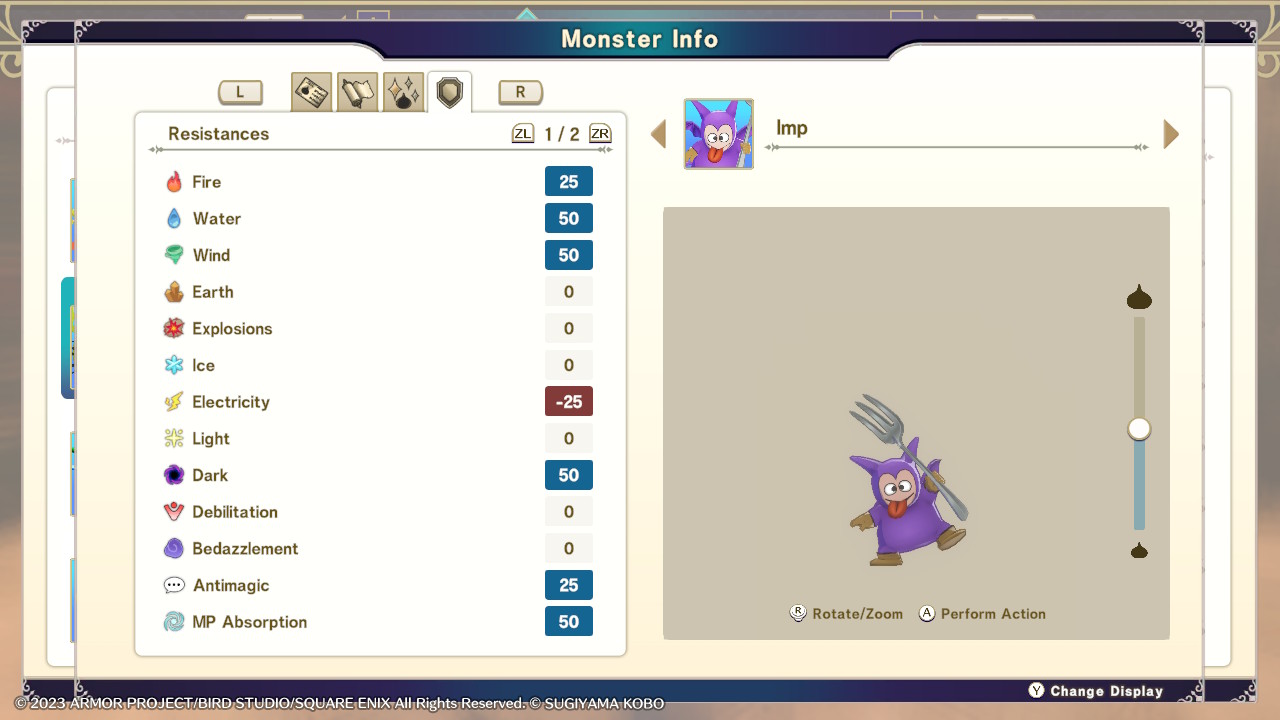 Monster Info
L
R
Resistances
ZL 1 / 2 ZR
Fire 25
Water 50
Wind 50
Earth 0
Explosions 0
Ice 0
Electricity -25
Light 0
Dark 50
Debilitation 0
Bedazzlement 0
Antimagic 25
MP Absorption 50
Imp
R Rotate/Zoom A Perform Action
Y Change Display
© 2023 ARMOR PROJECT/BIRD STUDIO/SQUARE ENIX All Rights Reserved. © SUGIYAMA KOBO